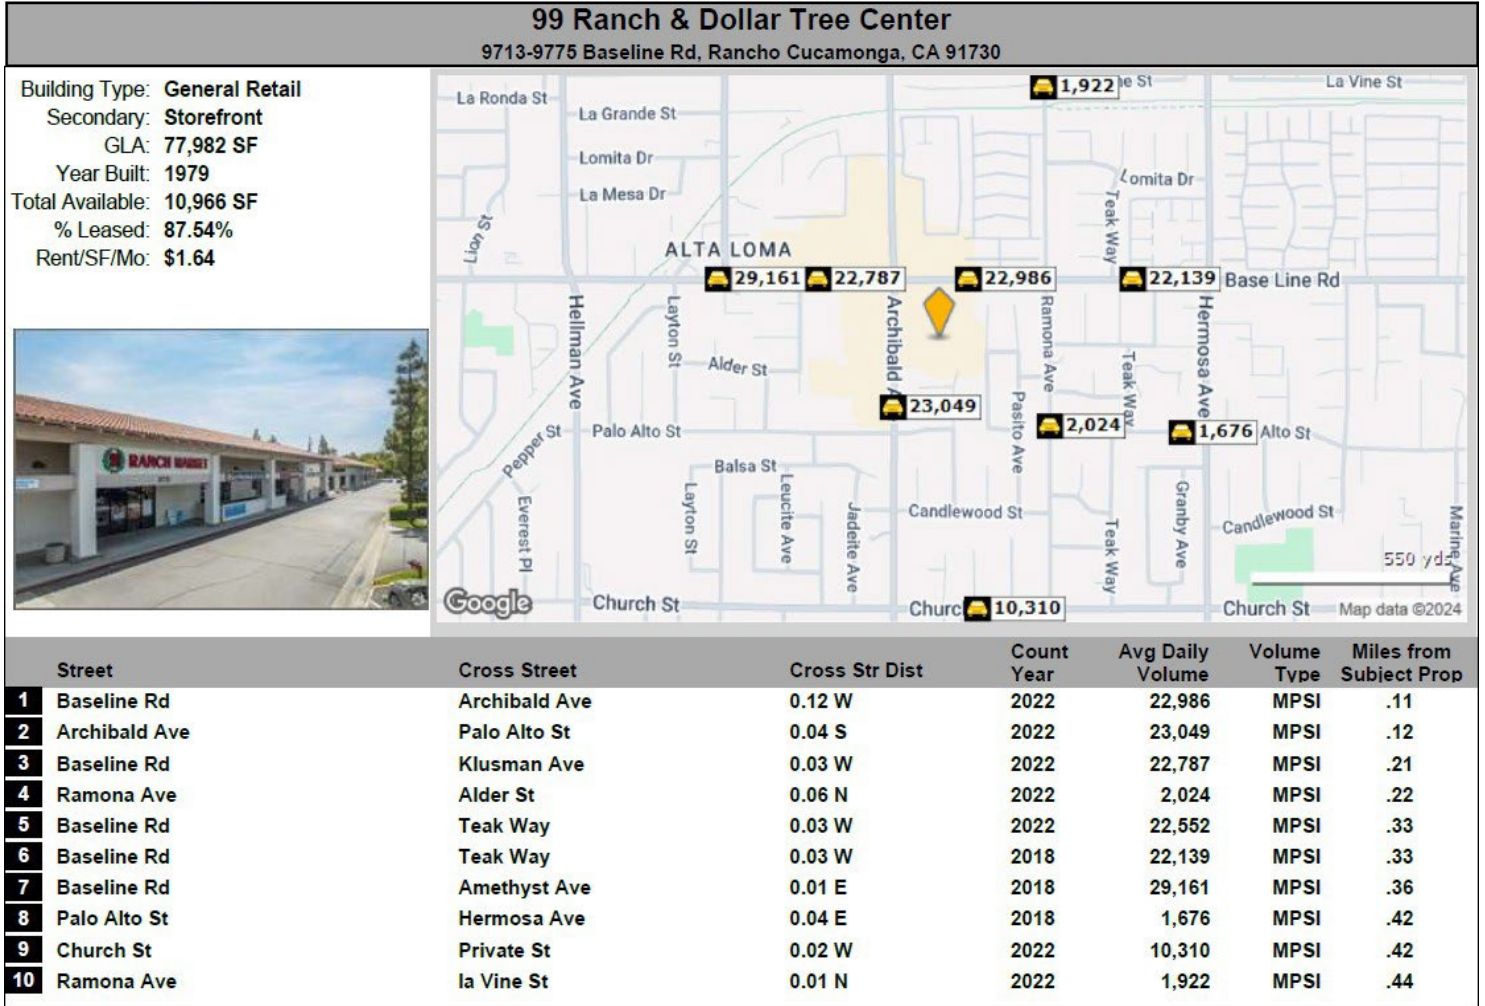 99 Ranch & Dollar Tree Center
9713-9775 Baseline Rd, Rancho Cucamonga, CA 91730
Building Type: General Retail
Secondary: Storefront
GLA: 77,982 SF
Year Built: 1979
Total Available: 10,966 SF
% Leased: 87.54%
Rent/SF/Mo: $1.64
RANCH MARKET
1,922 ne St
La Vine St
La Ronda St
La Grande St
Lomita Dr
La Mesa Dr
Lomita Dr
Teak Way
Lion St
ALTA LOMA
29,161 22,787 22,986 22,139 Base Line Rd
Hellman Ave
Layton St
Archibald A
Ramona Ave
Hermosa Ave
Alder St
Teak Way
23,049
Pasito Ave
2,024
1,676 Alto St
Pepper St
Palo Alto St
Balsa St
Everest Pl
Layton St
Leucite Ave
Jadeite Ave
Candlewood St
Teak Way
Granby Ave
Candlewood St
Marine Ave
550 yds
Google
Church St
Churc 10,310
Church St
Map data ©2024
Street Cross Street Cross Str Dist Count Year Avg Daily Volume Volume Type Miles from Subject Prop
1 Baseline Rd Archibald Ave 0.12 W 2022 22,986 MPSI .11
2 Archibald Ave Palo Alto St 0.04 S 2022 23,049 MPSI .12
3 Baseline Rd Klusman Ave 0.03 W 2022 22,787 MPSI .21
4 Ramona Ave Alder St 0.06 N 2022 2,024 MPSI .22
5 Baseline Rd Teak Way 0.03 W 2022 22,552 MPSI .33
6 Baseline Rd Teak Way 0.03 W 2018 22,139 MPSI .33
7 Baseline Rd Amethyst Ave 0.01 E 2018 29,161 MPSI .36
8 Palo Alto St Hermosa Ave 0.04 E 2018 1,676 MPSI .42
9 Church St Private St 0.02 W 2022 10,310 MPSI .42
10 Ramona Ave la Vine St 0.01 N 2022 1,922 MPSI .44